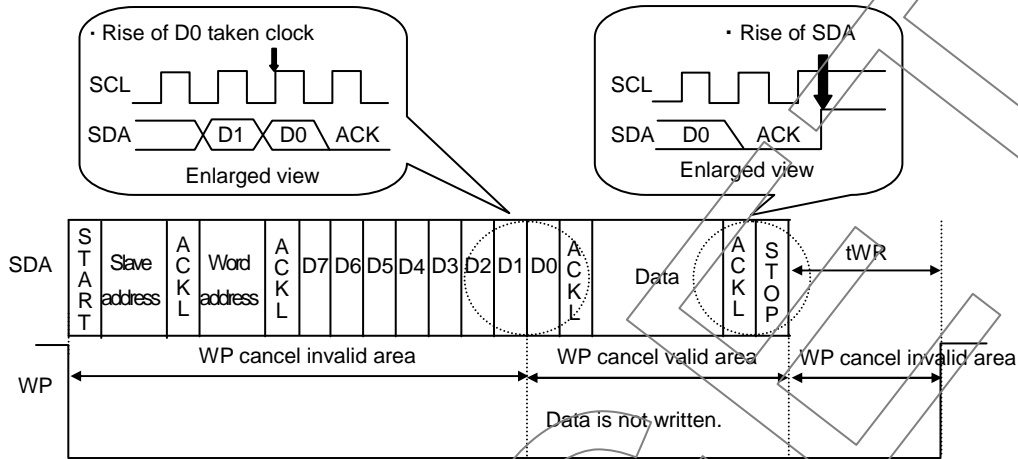 · Rise of D0 taken clock
SCL
SDA D1 D0 ACK
Enlarged view
· Rise of SDA
SCL
SDA D0 ACK
Enlarged view
SDA
START
Slave
address
ACKL
Word
address
ACKL
D7 D6 D5 D4 D3 D2 D1 D0
ACKL
Data
ACKL
STOP
tWR
WP
WP cancel invalid area
WP cancel valid area
WP cancel invalid area
Data is not written.